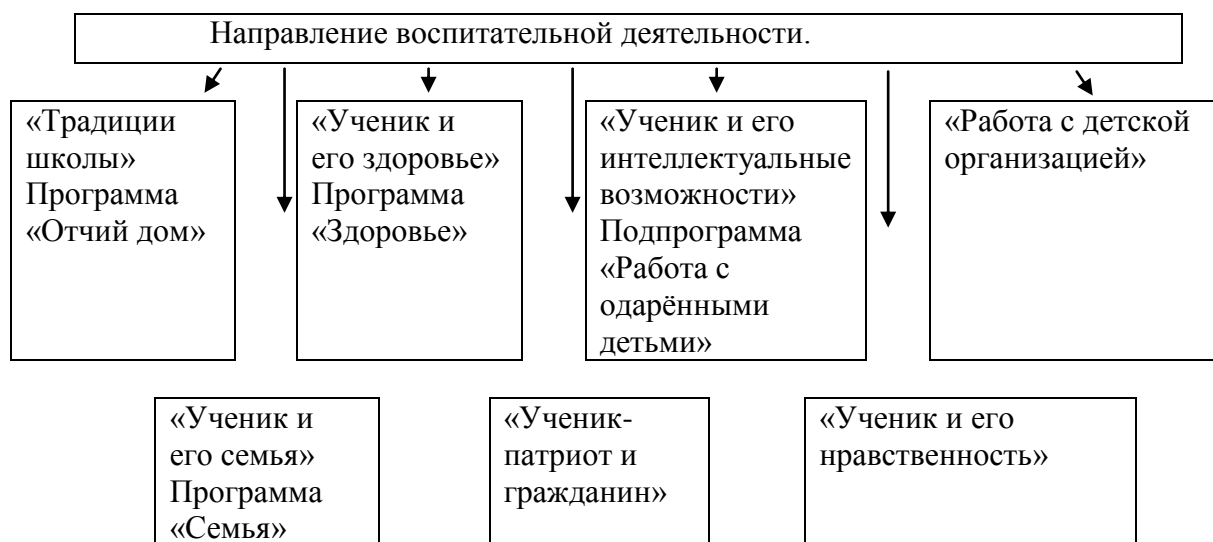 Направление воспитательной деятельности.
«Традиции
школы»
Программа
«Отчий дом»
«Ученик и
его здоровье»
Программа
«Здоровье»
«Ученик и его
интеллектуальные
возможности»
Подпрограмма
«Работа с
одарёнными
детьми»
«Работа с детской
организацией»
«Ученик и
его семья»
Программа
«Семья»
«Ученик-
патриот и
гражданин»
«Ученик и его
нравственность»